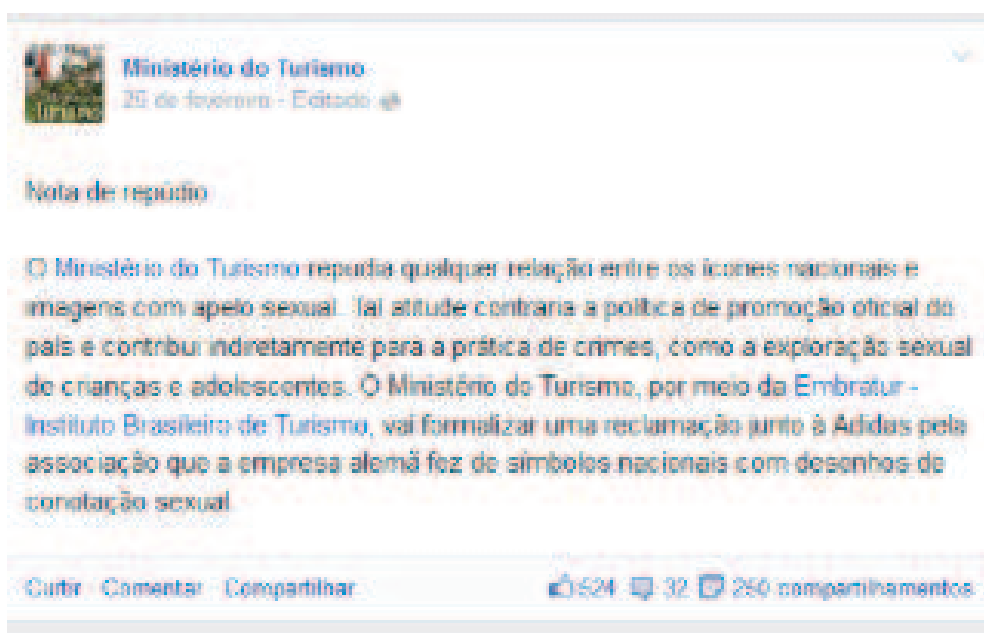 Ministério do Turismo
25 de fevereiro · Editado
Turismo
Nota de repúdio
O Ministério do Turismo repudia qualquer relação entre os ícones nacionais e
imagens com apelo sexual. Tal atitude contraria a política de promoção oficial do
país e contribui indiretamente para a prática de crimes, como a exploração sexual
de crianças e adolescentes. O Ministério do Turismo, por meio da Embratur -
Instituto Brasileiro de Turismo, vai formalizar uma reclamação junto à Adidas pela
associação que a empresa alemã fez de símbolos nacionais com desenhos de
conotação sexual.
Curtir · Comentar · Compartilhar 524 32 250 compartilhamentos